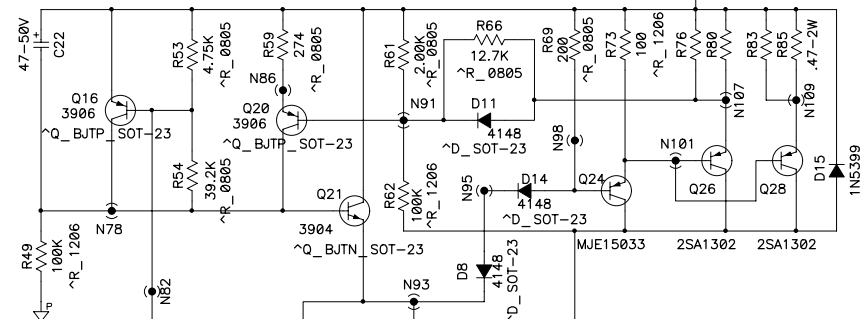 47-50V
C22
R53
4.75K
^R_0805
R59
274
^R_0805
R61
2.00K
^R_0805
R66
12.7K
^R_0805
R69
200
^R_0805
R73
100
^R_1206
R76
R80
R83
R85
.47-2W
Q16
3906
^Q_BJTP_SOT-23
N86
Q20
3906
^Q_BJTP_SOT-23
N91
D11
4148
^D_SOT-23
N98
N107
N109
N101
R54
39.2K
^R_0805
R62
100K
^R_1206
N95
D14
4148
^D_SOT-23
Q24
MJE15033
Q26
2SA1302
Q28
2SA1302
D15
1N5399
N78
Q21
3904
^Q_BJTN_SOT-23
R49
100K
^R_1206
P
N82
D8
4148
^D_SOT-23
N93